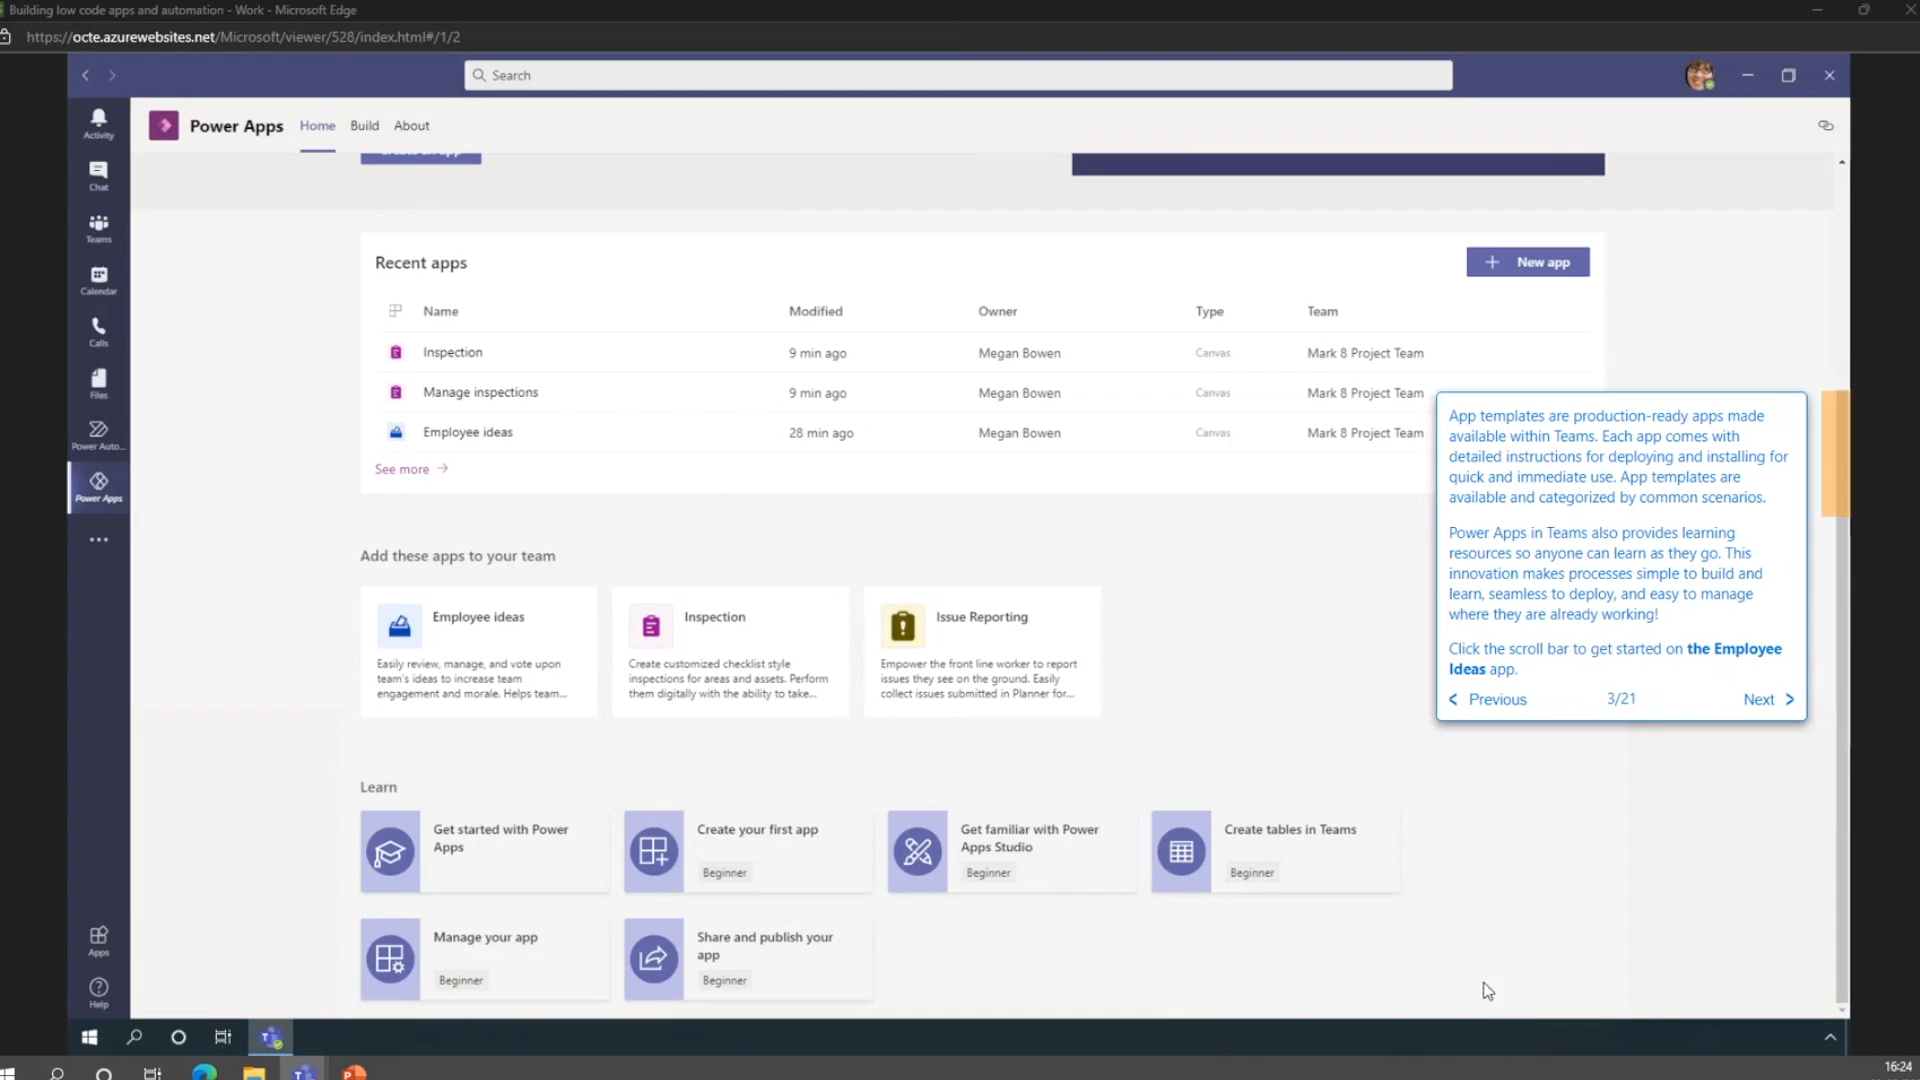 Building low code apps and automation - Work - Microsoft Edge
https://octe.azurewebsites.net/Microsoft/viewer/528/index.html#/1/2
Search
Activity
Chat
Teams
Calendar
Calls
Files
Power Auto...
Power Apps
Apps
Help
Power Apps Home Build About
Recent apps
New app
Name Modified Owner Type Team
Inspection 9 min ago Megan Bowen Canvas Mark 8 Project Team
Manage inspections 9 min ago Megan Bowen Canvas Mark 8 Project Team
Employee ideas 28 min ago Megan Bowen Canvas Mark 8 Project Team
See more
Add these apps to your team
Employee ideas
Easily review, manage, and vote upon
team's ideas to increase team
engagement and morale. Helps team...
Inspection
Create customized checklist style
inspections for areas and assets. Perform
them digitally with the ability to take...
Issue Reporting
Empower the front line worker to report
issues they see on the ground. Easily
collect issues submitted in Planner for...
App templates are production-ready apps made
available within Teams. Each app comes with
detailed instructions for deploying and installing for
quick and immediate use. App templates are
available and categorized by common scenarios.
Power Apps in Teams also provides learning
resources so anyone can learn as they go. This
innovation makes processes simple to build and
learn, seamless to deploy, and easy to manage
where they are already working!
Click the scroll bar to get started on the Employee
Ideas app.
Previous 3/21 Next
Learn
Get started with Power
Apps
Create your first app
Beginner
Get familiar with Power
Apps Studio
Beginner
Create tables in Teams
Beginner
Manage your app
Beginner
Share and publish your
app
Beginner
16:24